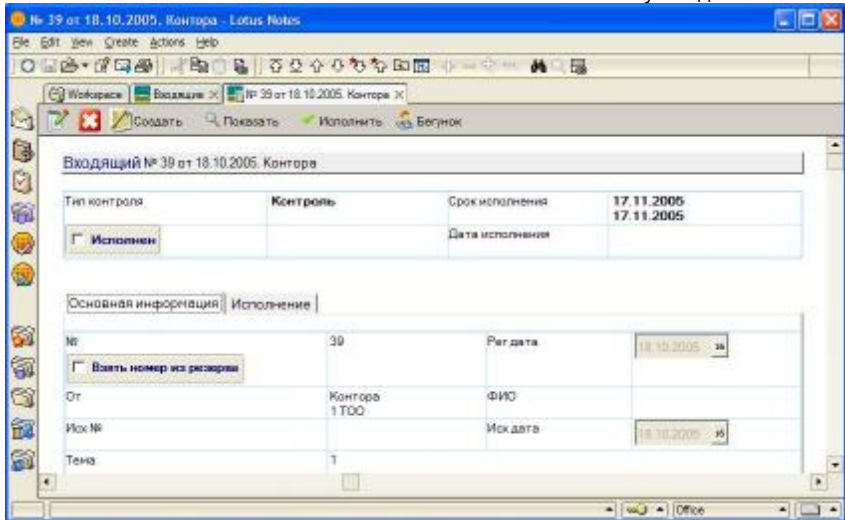 № 39 от 18.10.2005. Контора - Lotus Notes
File Edit View Create Actions Help
Workspace Входящие № 39 от 18.10.2005. Контора
Создать Показать Исполнить Бегунок
Входящий № 39 от 18.10.2005. Контора
Тип контроля Контроль Срок исполнения 17.11.2005
17.11.2005
Исполнен Дата исполнения
Основная информация Исполнение
№ 39 Рег дата 18.10.2005 16
Взять номер из резерва
От Контора ФИО
1 ТОО
Исх № Исх дата 18.10.2005 16
Тема 1
Office